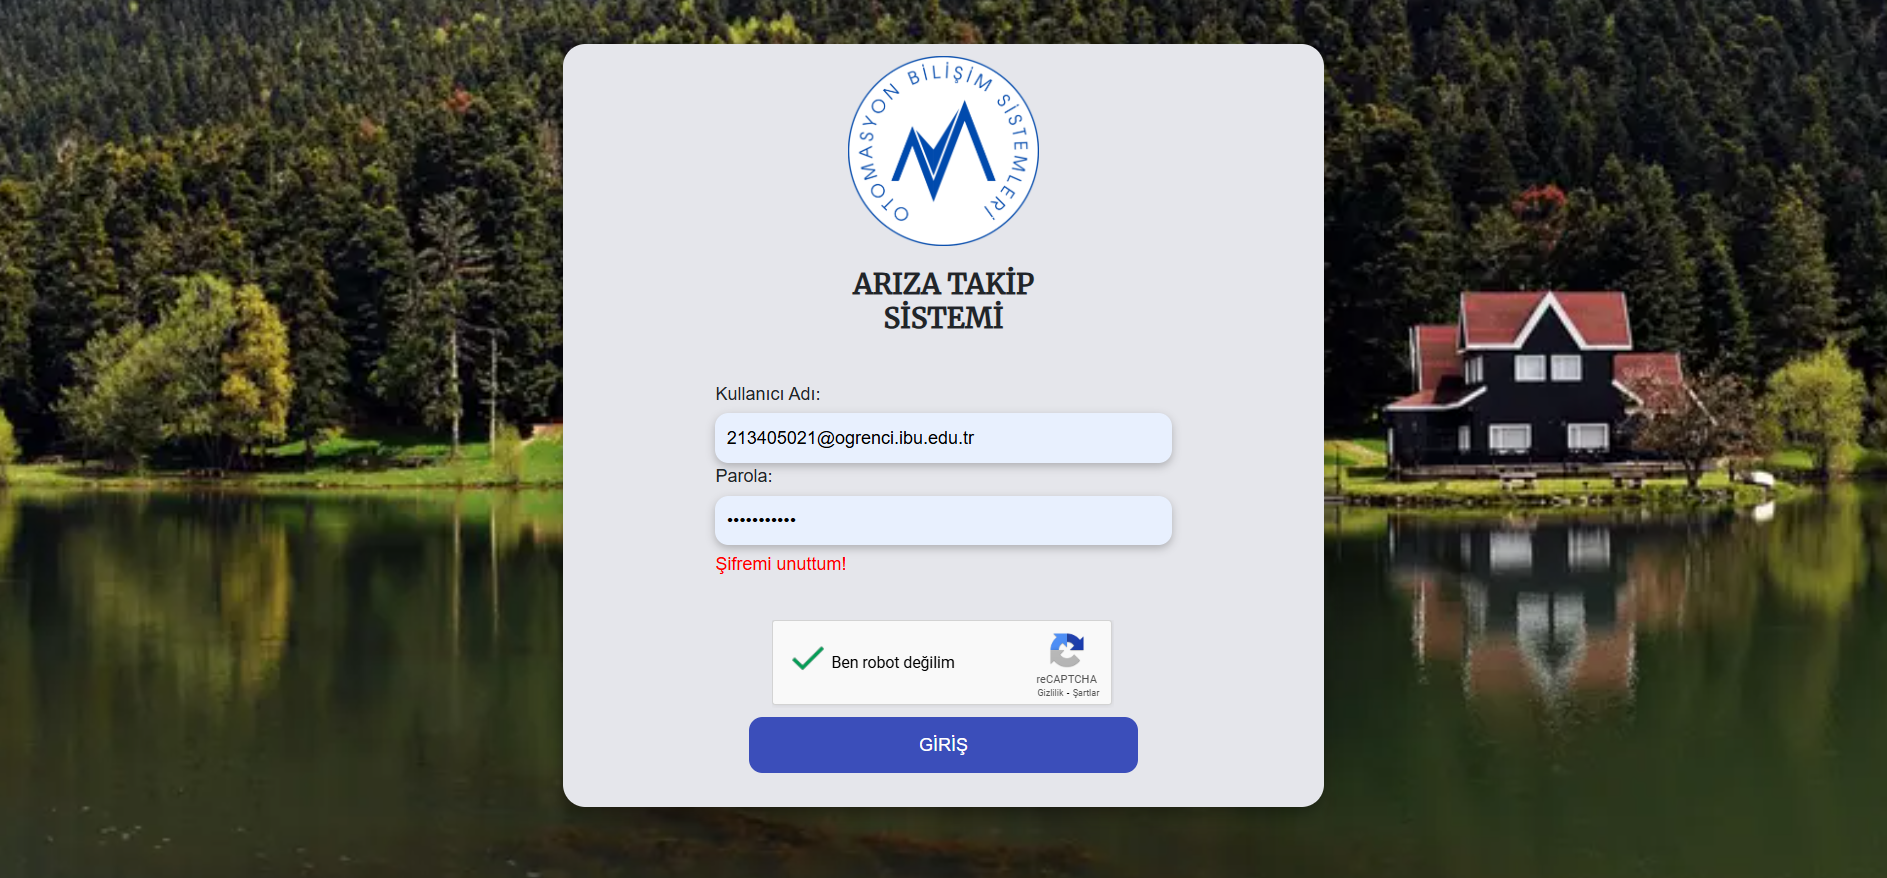 OTOMASYON BİLİŞİM SİSTEMLERİ
ARIZA TAKİP
SİSTEMİ
Kullanıcı Adı:
213405021@ogrenci.ibu.edu.tr
Parola:
•••••••••••
Şifremi unuttum!
Ben robot değilim
reCAPTCHA
Gizlilik - Şartlar
GİRİŞ